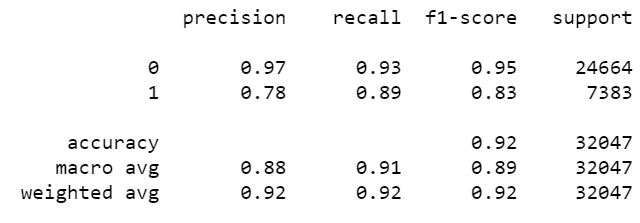 precision recall f1-score support
0 0.97 0.93 0.95 24664
1 0.78 0.89 0.83 7383
accuracy 0.92 32047
macro avg 0.88 0.91 0.89 32047
weighted avg 0.92 0.92 0.92 32047